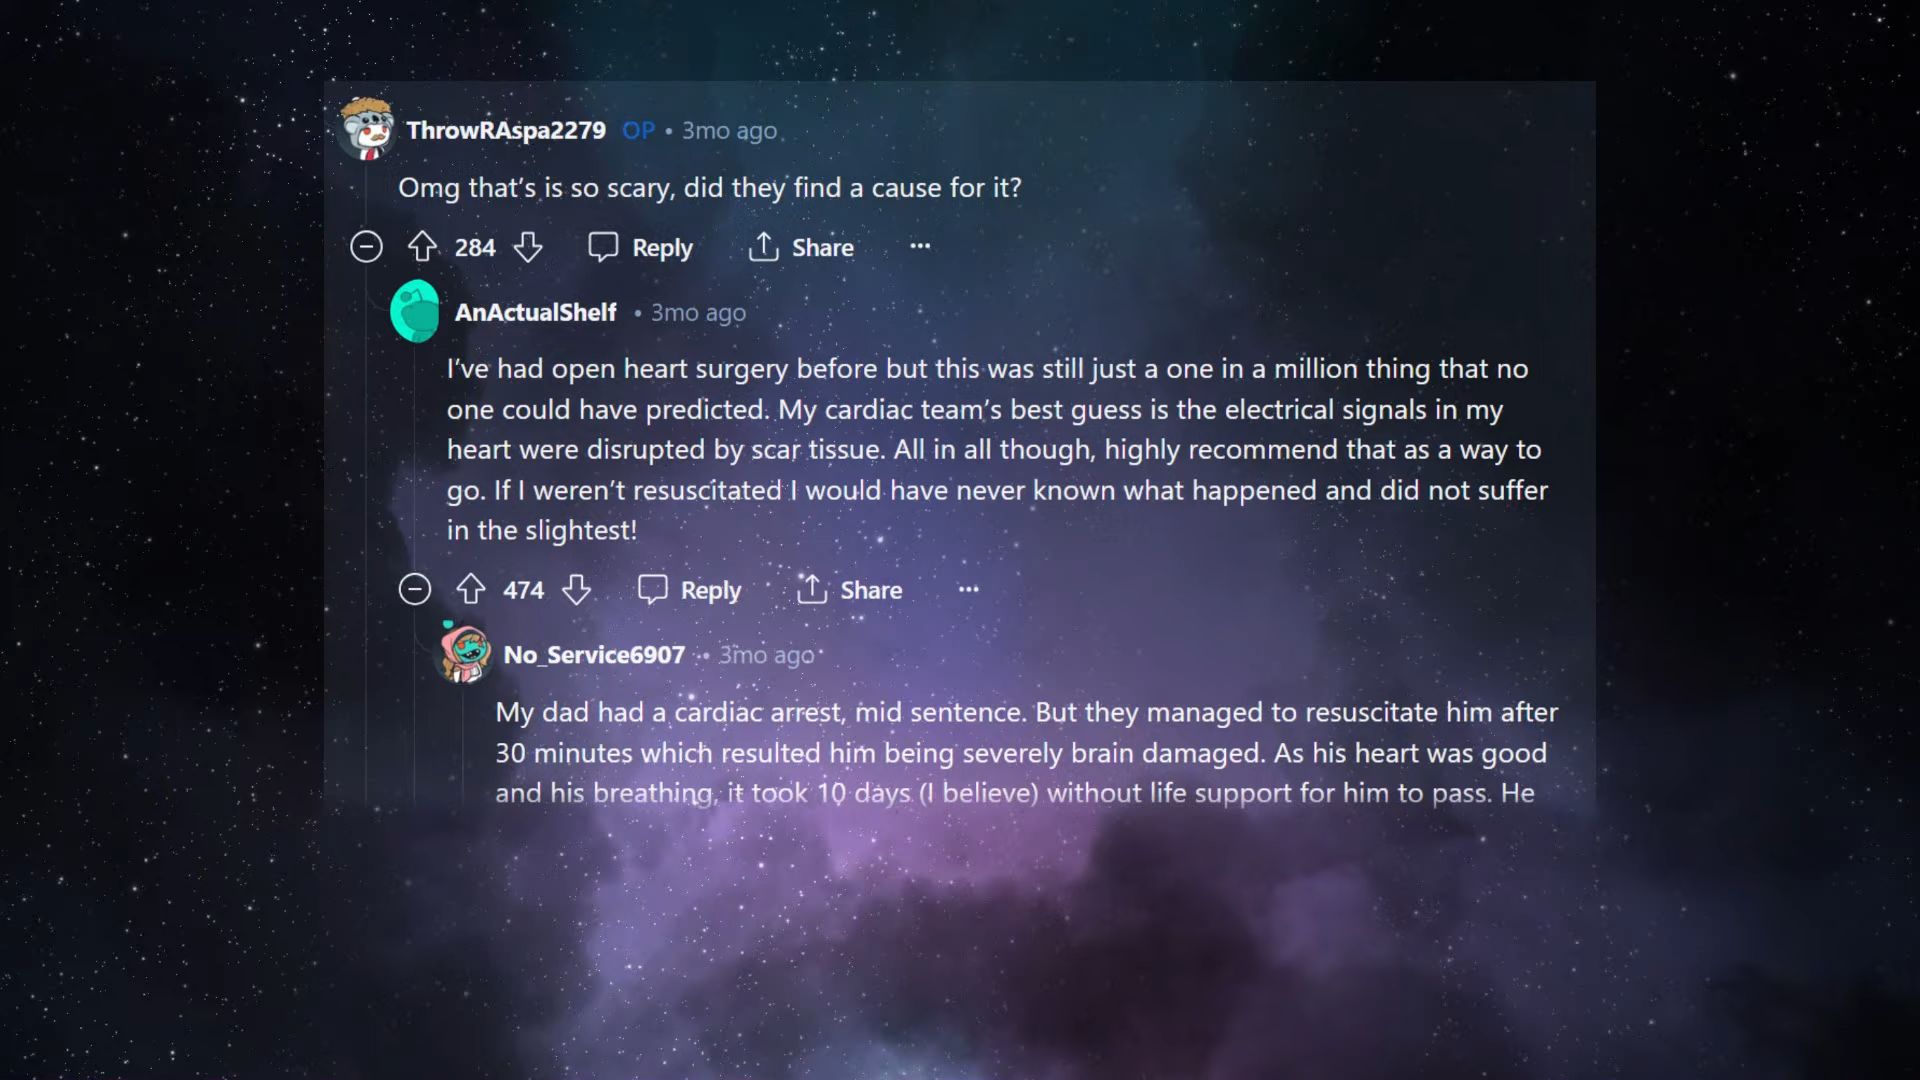 ThrowRAspa2279 OP • 3mo ago
Omg that’s is so scary, did they find a cause for it?
284 Reply Share ...
AnActualShelf • 3mo ago
I’ve had open heart surgery before but this was still just a one in a million thing that no
one could have predicted. My cardiac team’s best guess is the electrical signals in my
heart were disrupted by scar tissue. All in all though, highly recommend that as a way to
go. If I weren’t resuscitated I would have never known what happened and did not suffer
in the slightest!
474 Reply Share ...
No_Service6907 • 3mo ago
My dad had a cardiac arrest, mid sentence. But they managed to resuscitate him after
30 minutes which resulted him being severely brain damaged. As his heart was good
and his breathing, it took 10 days (I believe) without life support for him to pass. He